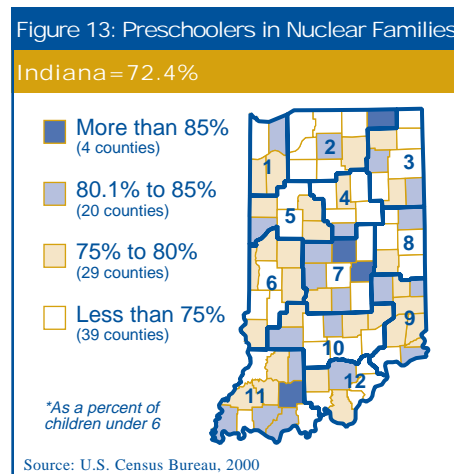 Figure 13: Preschoolers in Nuclear Families
Indiana=72.4%
More than 85%
(4 counties)
80.1% to 85%
(20 counties)
75% to 80%
(29 counties)
Less than 75%
(39 counties)
*As a percent of
children under 6
1
2
3
4
5
6
7
8
9
10
11
12
Source: U.S. Census Bureau, 2000